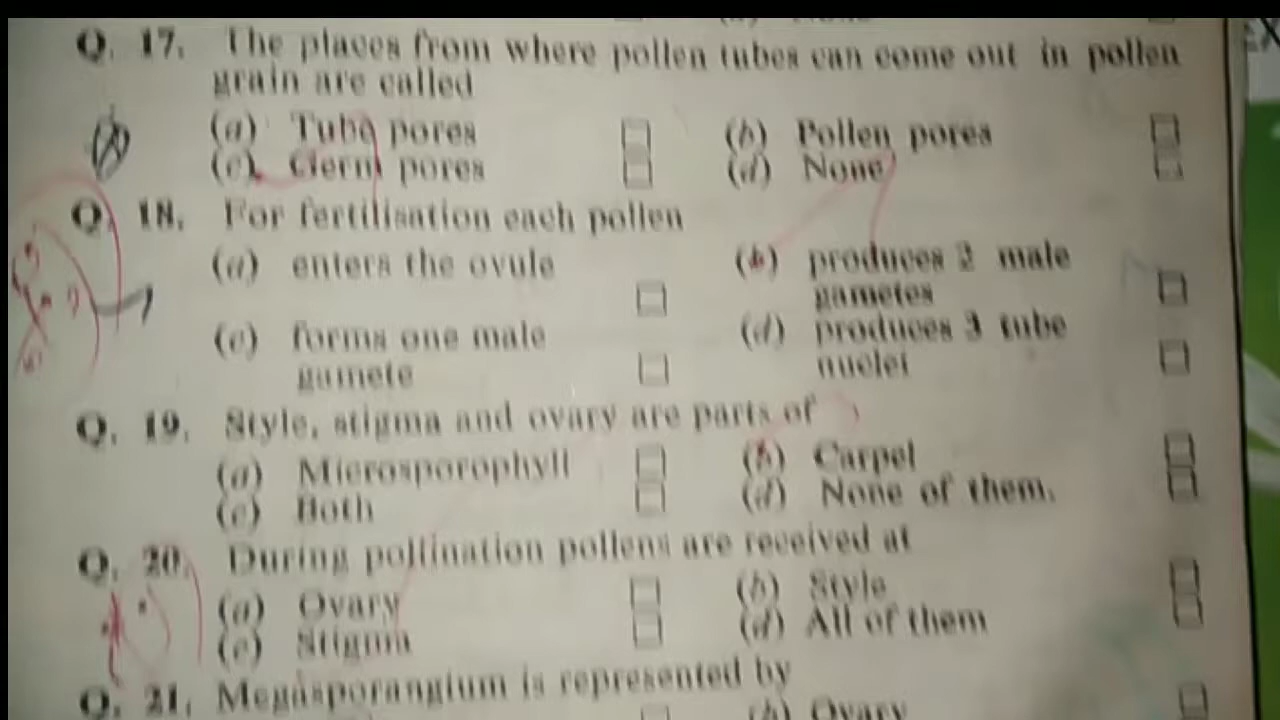 Q. 17. The places from where pollen tubes can come out in pollen
grain are called
(a) Tube pores (b) Pollen pores
(c) Germ pores (d) None
Q. 18. For fertilisation each pollen
(a) enters the ovule (b) produces 2 male
gametes
(c) forms one male (d) produces 3 tube
gamete nuclei
Q. 19. Style, stigma and ovary are parts of
(a) Microsporophyll (b) Carpel
(c) Both (d) None of them.
Q. 20. During pollination pollens are received at
(a) Ovary (b) Style
(c) Stigma (d) All of them
Q. 21. Megasporangium is represented by
(b) Ovary